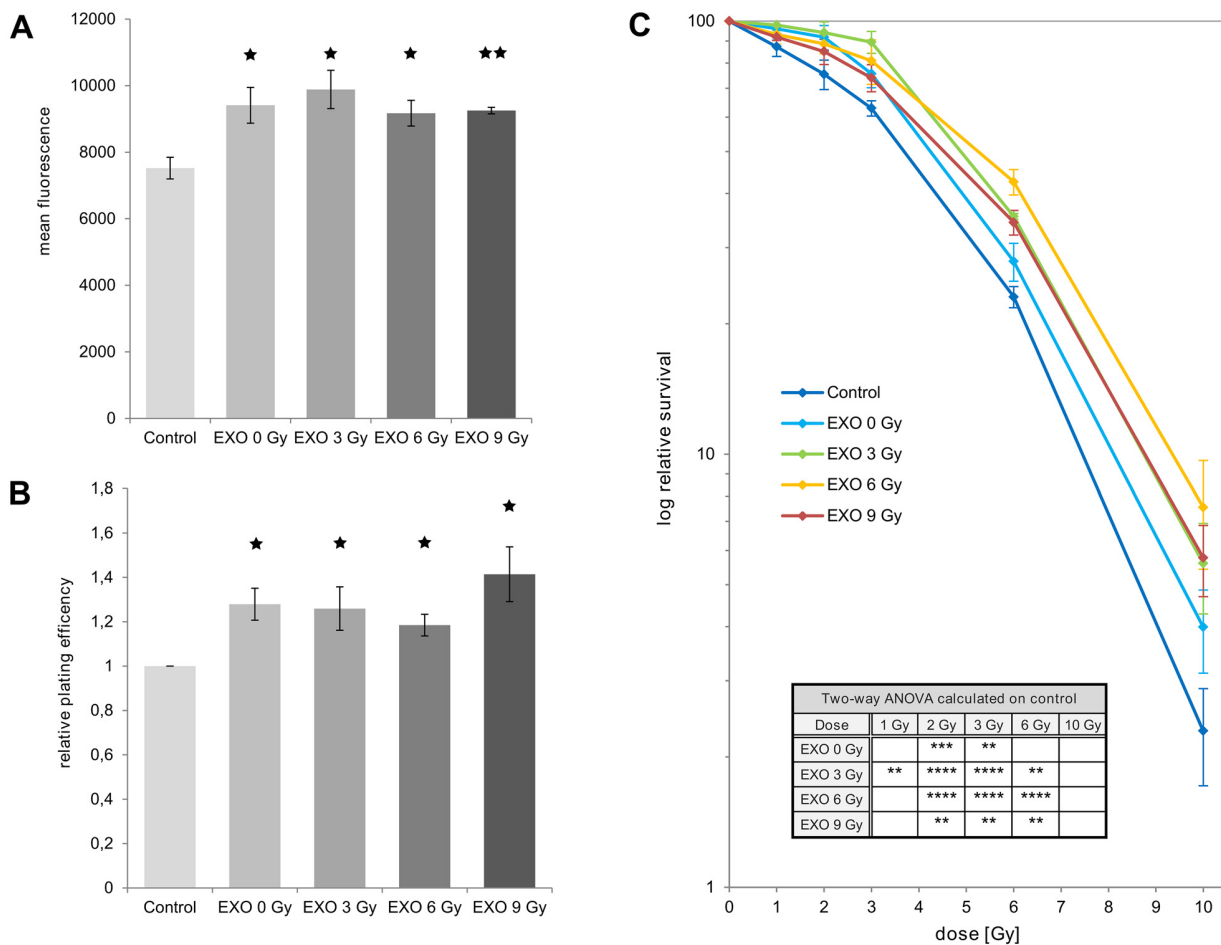 A
12000
10000
8000
6000
4000
2000
0
mean fluorescence
Control EXO 0 Gy EXO 3 Gy EXO 6 Gy EXO 9 Gy
B
1,8
1,6
1,4
1,2
1
0,8
0,6
0,4
0,2
0
relative plating efficency
Control EXO 0 Gy EXO 3 Gy EXO 6 Gy EXO 9 Gy
C
100
10
1
log relative survival
Control
EXO 0 Gy
EXO 3 Gy
EXO 6 Gy
EXO 9 Gy
Two-way ANOVA calculated on control
Dose 1 Gy 2 Gy 3 Gy 6 Gy 10 Gy
EXO 0 Gy *** **
EXO 3 Gy ** **** **** **
EXO 6 Gy **** **** ****
EXO 9 Gy ** ** **
0 1 2 3 4 5 6 7 8 9 10
dose [Gy]